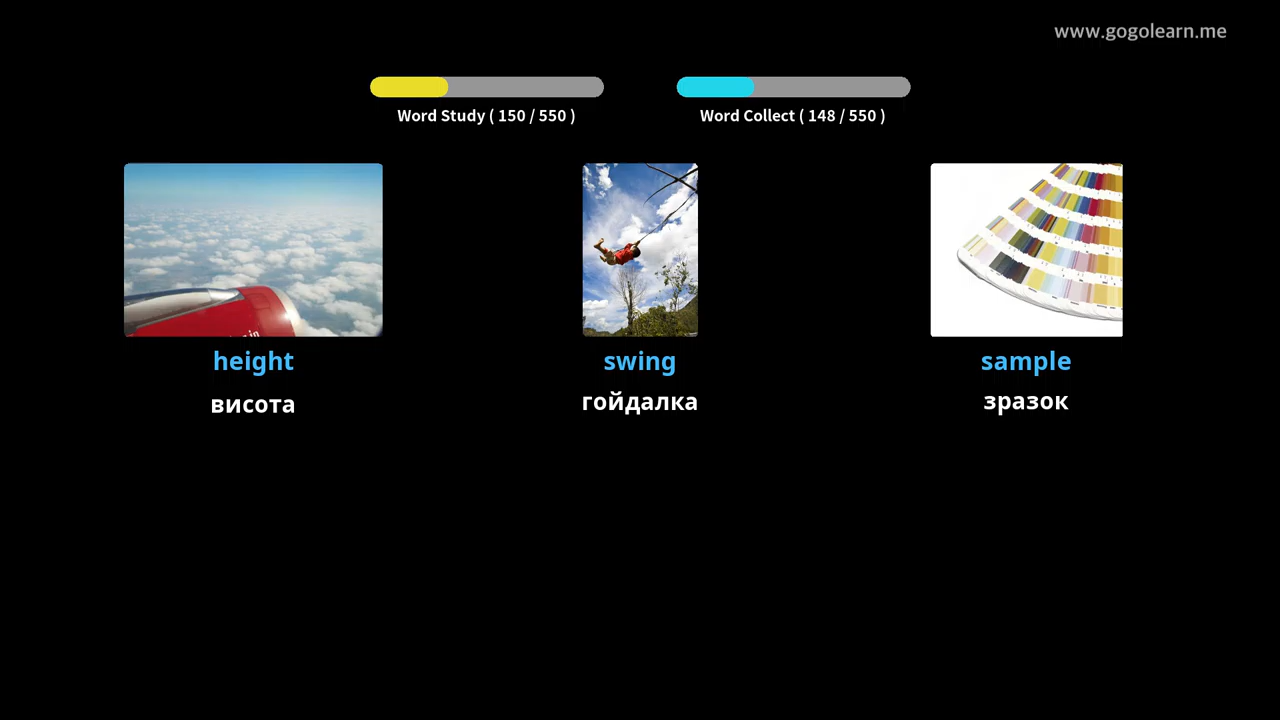 www.gogolearn.me
Word Study ( 150 / 550 )
Word Collect ( 148 / 550 )
height
swing
sample
висота
гойдалка
зразок